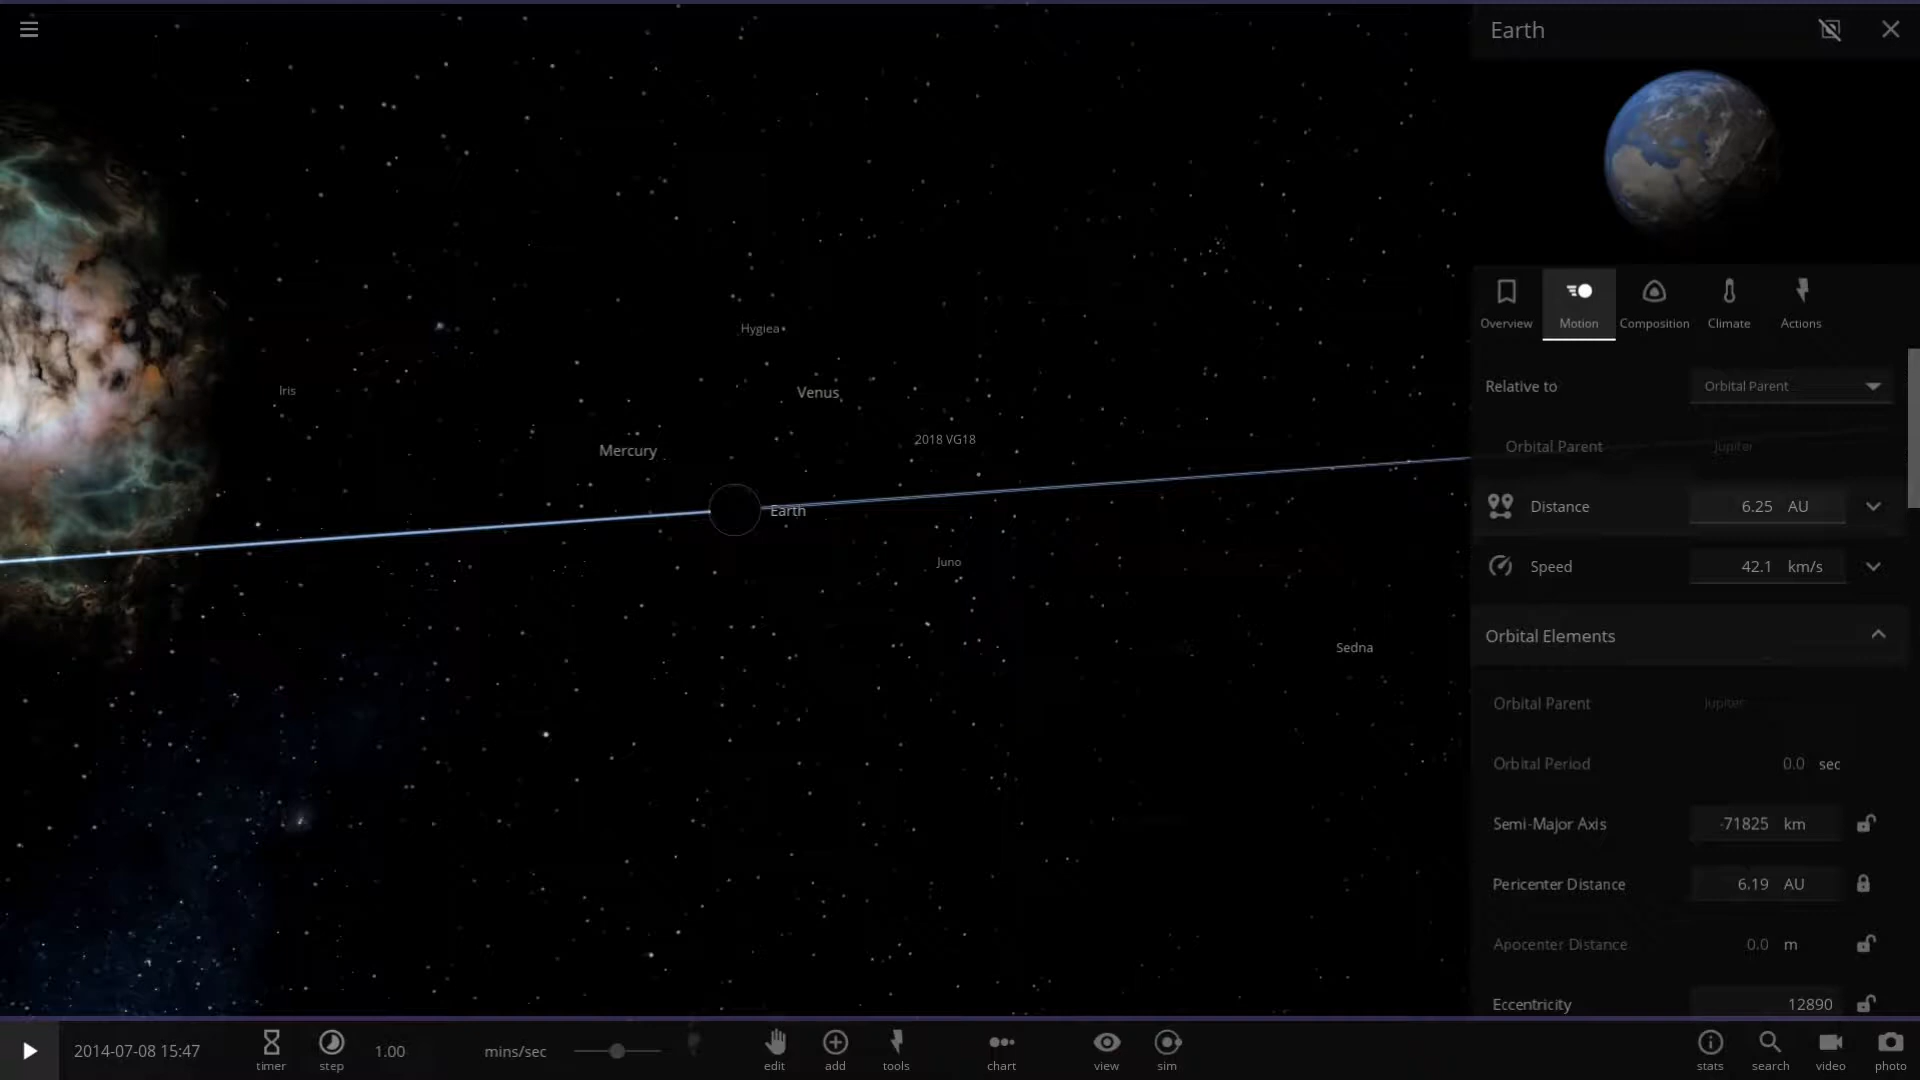 Earth
Overview
Motion
Composition
Climate
Actions
Relative to
Orbital Parent
Orbital Parent
Jupiter
Distance
6.25 AU
Speed
42.1 km/s
Orbital Elements
Orbital Parent
Jupiter
Orbital Period
0.0 sec
Semi-Major Axis
-71825 km
Pericenter Distance
6.19 AU
Apocenter Distance
0.0 m
Eccentricity
12890
Hygiea
Iris
Venus
2018 VG18
Mercury
Earth
Juno
Sedna
2014-07-08 15:47
timer
step
1.00
mins/sec
edit
add
tools
chart
view
sim
stats
search
video
photo